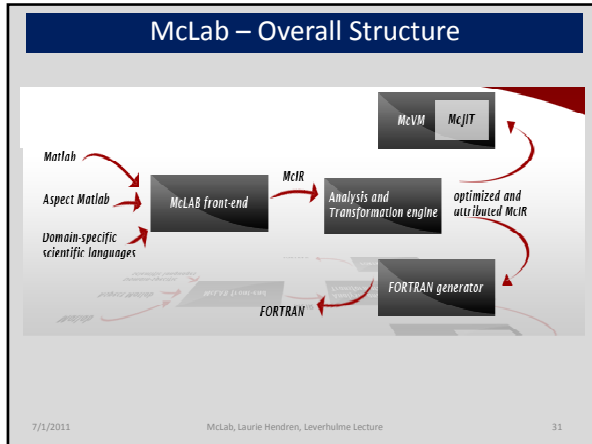 McLab – Overall Structure
McVM
McJIT
Matlab
Aspect Matlab
Domain-specific
scientific languages
McLAB front-end
McIR
Analysis and
Transformation engine
optimized and
attributed McIR
FORTRAN generator
FORTRAN
7/1/2011
McLab, Laurie Hendren, Leverhulme Lecture
31